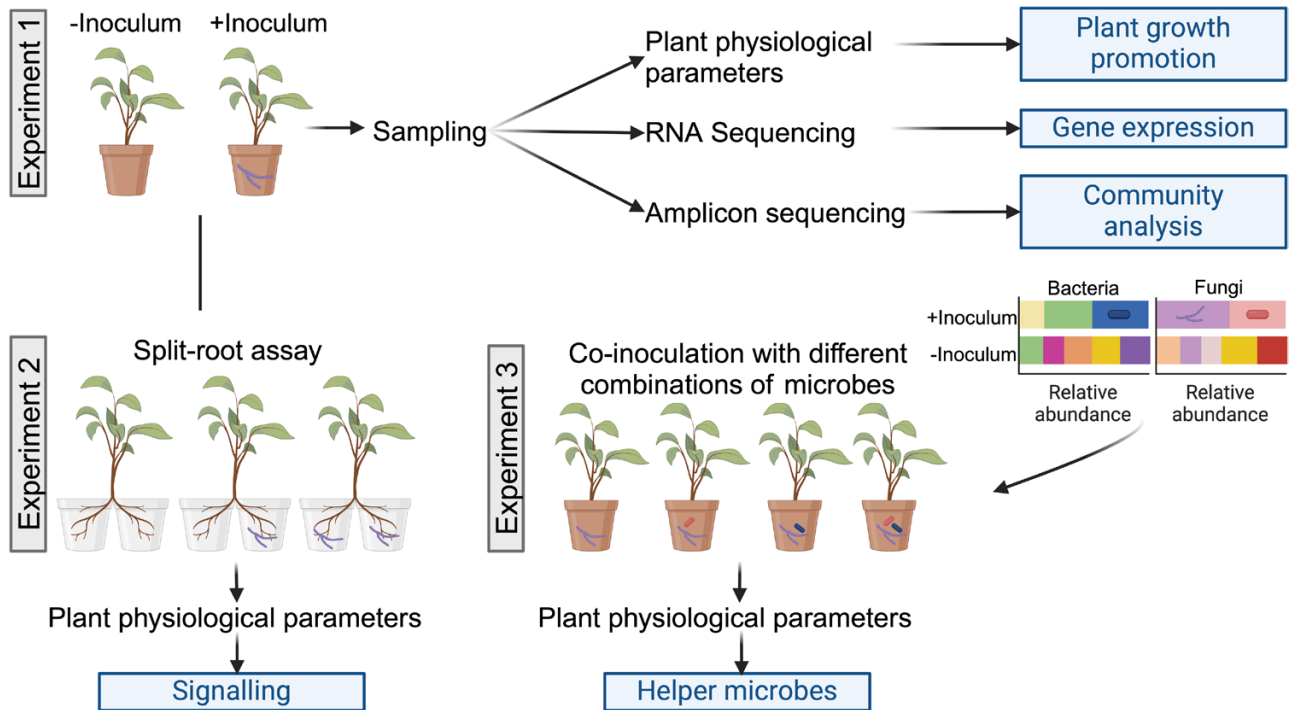 Experiment 1
-Inoculum
+Inoculum
Sampling
Plant physiological
parameters
RNA Sequencing
Amplicon sequencing
Plant growth
promotion
Gene expression
Community
analysis
Bacteria
Fungi
+Inoculum
-Inoculum
Relative
abundance
Relative
abundance
Experiment 2
Split-root assay
Plant physiological parameters
Signalling
Experiment 3
Co-inoculation with different
combinations of microbes
Plant physiological parameters
Helper microbes